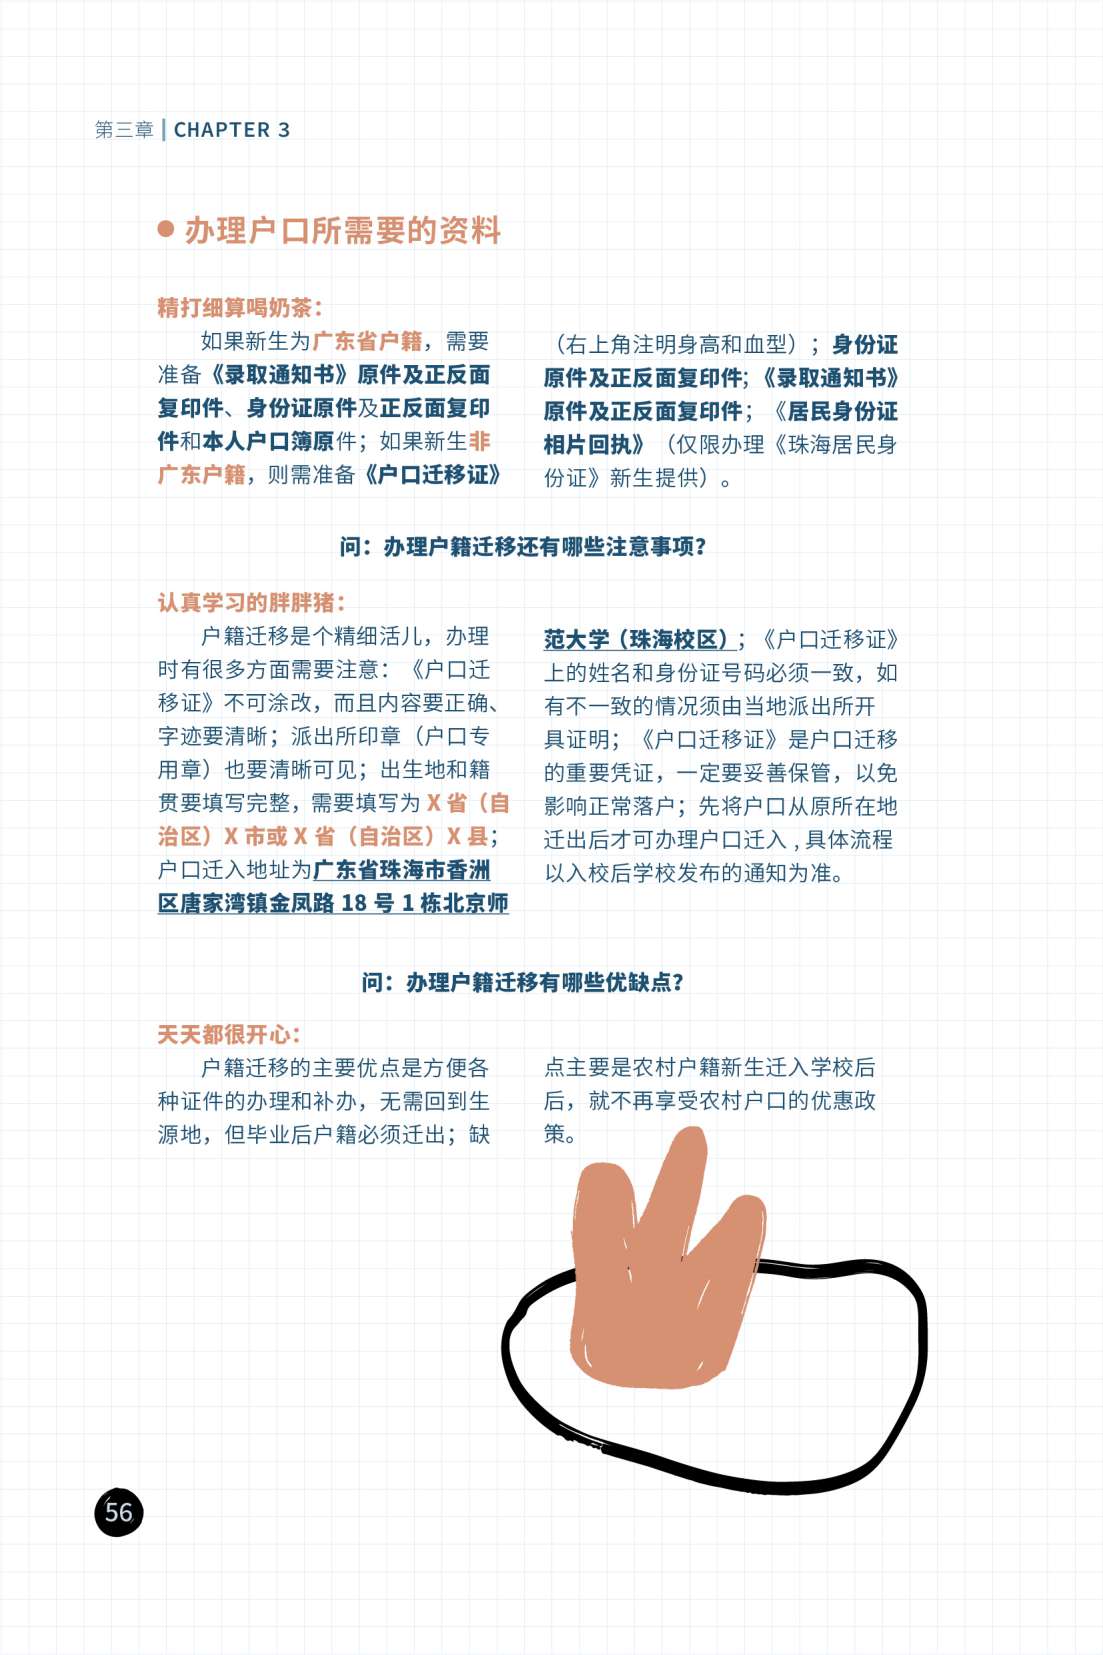 第三章 | CHAPTER 3
● 办理户口所需要的资料
精打细算喝奶茶：
如果新生为广东省户籍，需要
准备《录取通知书》原件及正反面
复印件、身份证原件及正反面复印
件和本人户口簿原件；如果新生非
广东户籍，则需准备《户口迁移证》
（右上角注明身高和血型）；身份证
原件及正反面复印件；《录取通知书》
原件及正反面复印件；《居民身份证
相片回执》（仅限办理《珠海居民身
份证》新生提供）。
问：办理户籍迁移还有哪些注意事项？
认真学习的胖胖猪：
户籍迁移是个精细活儿，办理
时有很多方面需要注意：《户口迁
移证》不可涂改，而且内容要正确、
字迹要清晰；派出所印章（户口专
用章）也要清晰可见；出生地和籍
贯要填写完整，需要填写为 X 省（自
治区）X 市或 X 省（自治区）X 县；
户口迁入地址为广东省珠海市香洲
区唐家湾镇金凤路 18 号 1 栋北京师
范大学（珠海校区）；《户口迁移证》
上的姓名和身份证号码必须一致，如
有不一致的情况须由当地派出所开
具证明；《户口迁移证》是户口迁移
的重要凭证，一定要妥善保管，以免
影响正常落户；先将户口从原所在地
迁出后才可办理户口迁入 , 具体流程
以入校后学校发布的通知为准。
问：办理户籍迁移有哪些优缺点？
天天都很开心：
户籍迁移的主要优点是方便各
种证件的办理和补办，无需回到生
源地，但毕业后户籍必须迁出；缺
点主要是农村户籍新生迁入学校后
后，就不再享受农村户口的优惠政
策。
56